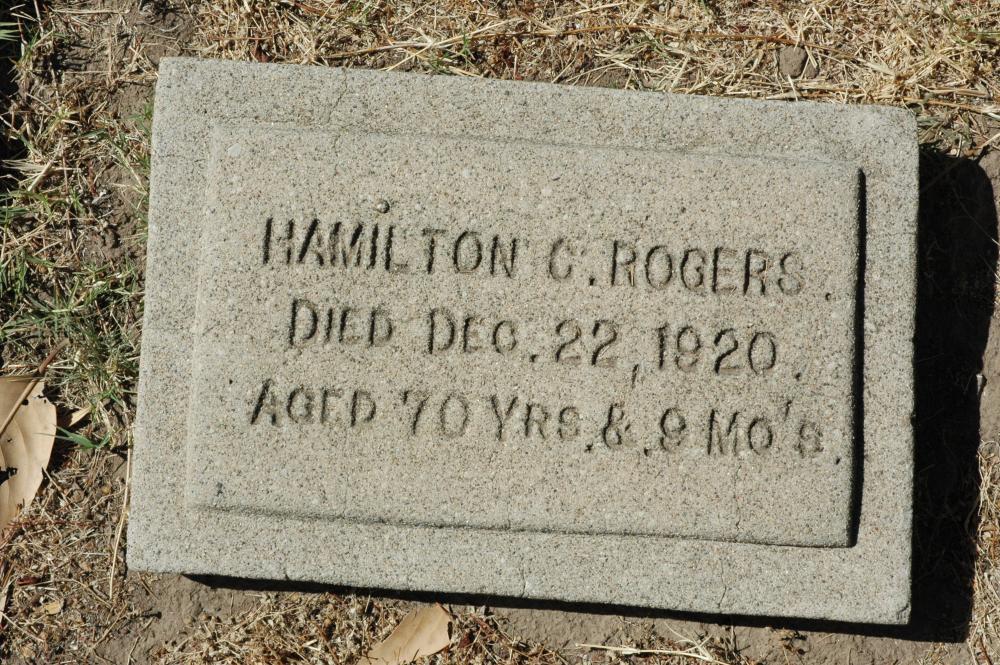 HAMILTON C. ROGERS.
DIED DEC. 22, 1920.
AGED 70 YRS. & 9 MO'S.